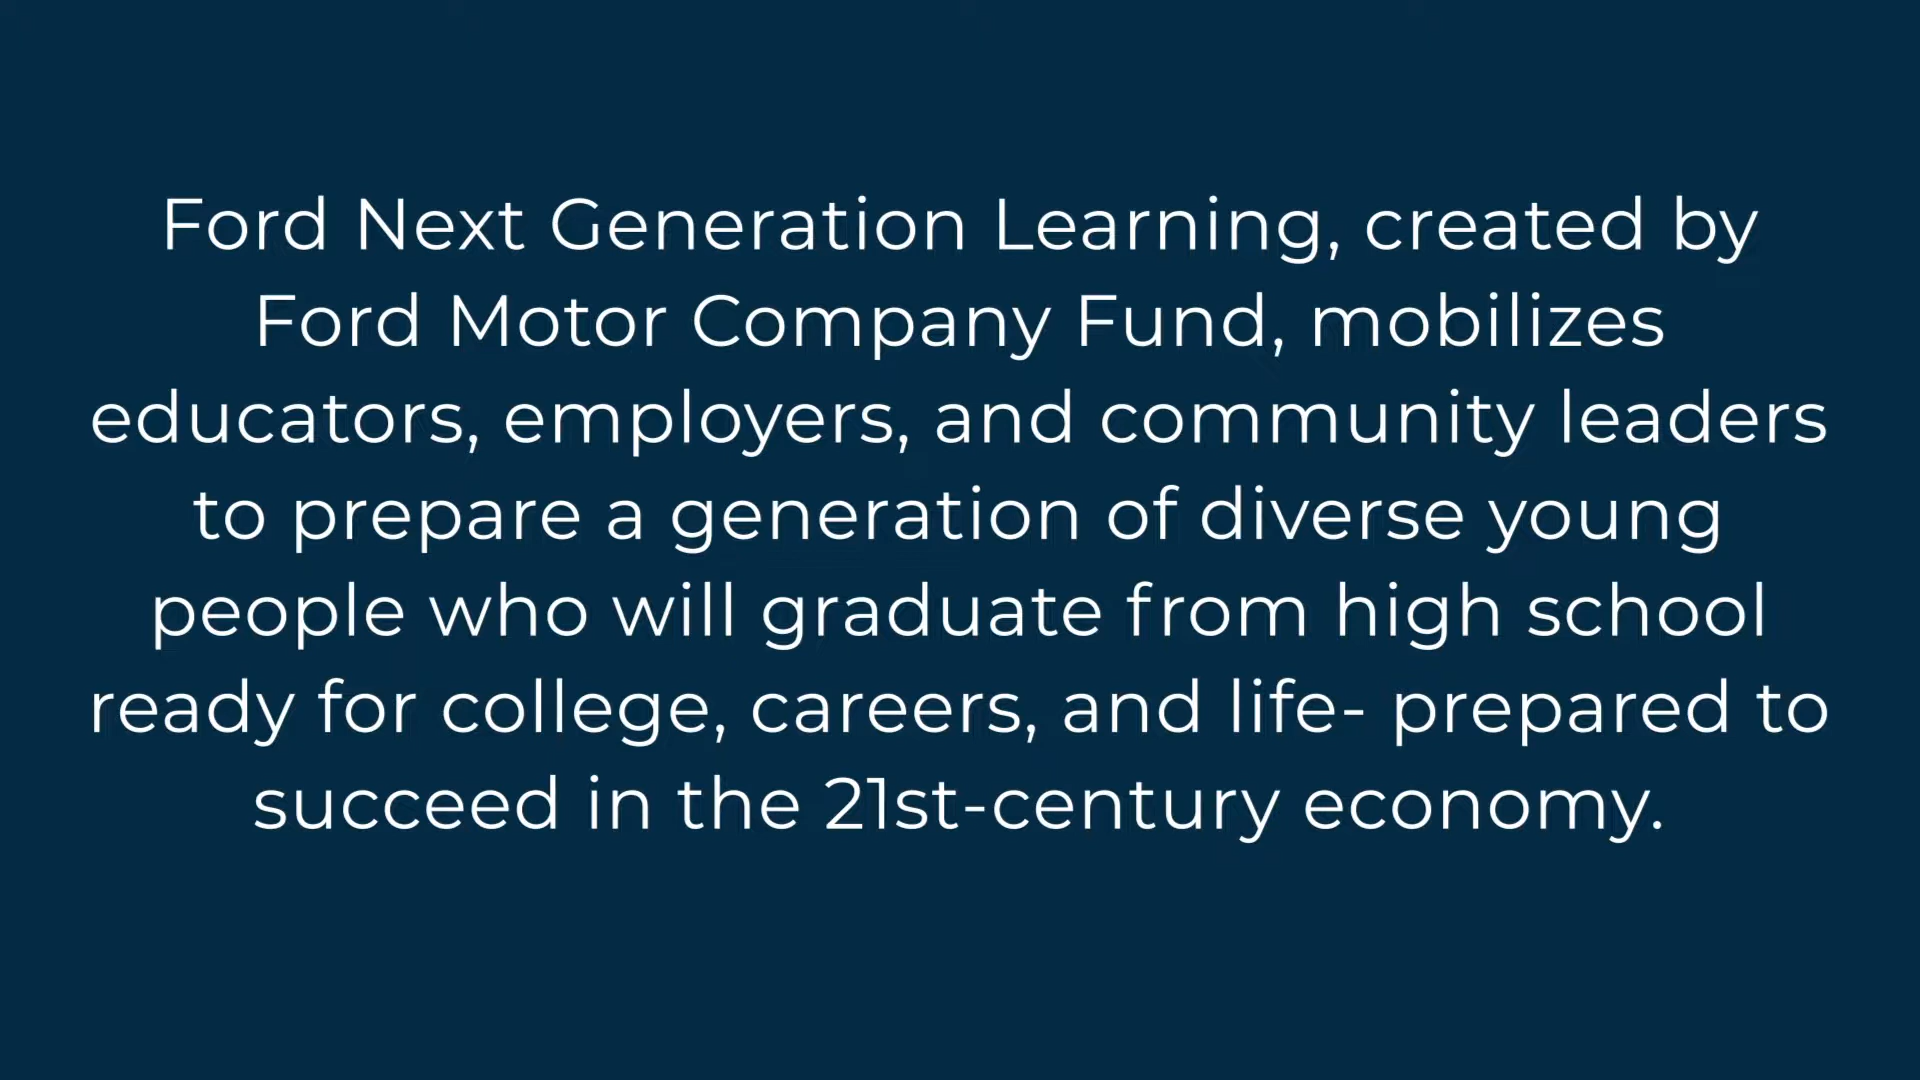 Ford Next Generation Learning, created by
Ford Motor Company Fund, mobilizes
educators, employers, and community leaders
to prepare a generation of diverse young
people who will graduate from high school
ready for college, careers, and life- prepared to
succeed in the 21st-century economy.